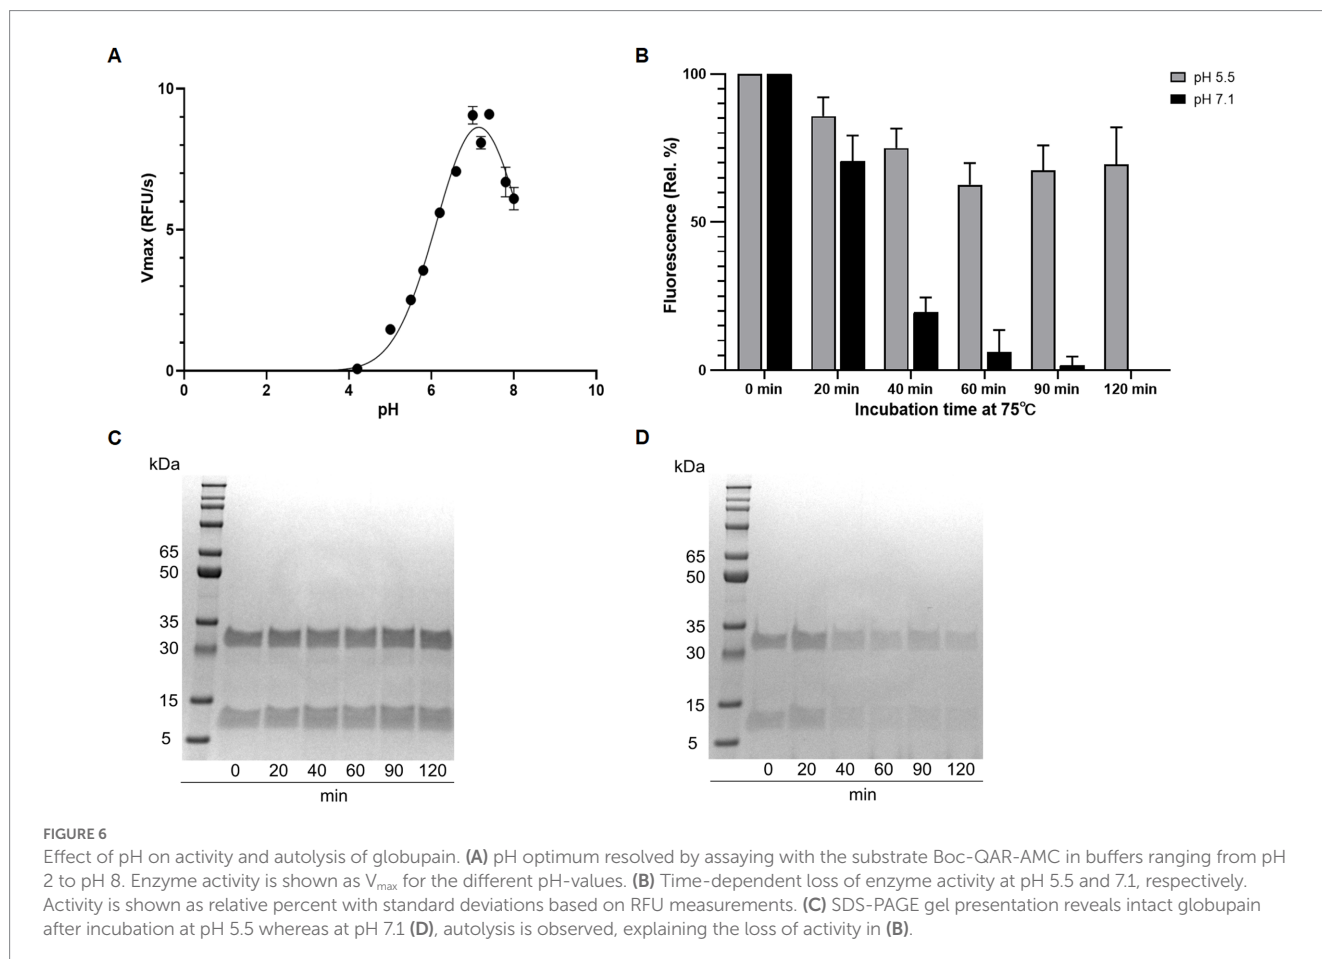 A
Vmax (RFU/s)
10
5
0
0 2 4 6 8 10
pH
B
Fluorescence (Rel. %)
100
50
0
pH 5.5
pH 7.1
0 min 20 min 40 min 60 min 90 min 120 min
Incubation time at 75℃
C
kDa
65
50
35
30
15
5
0 20 40 60 90 120
min
D
kDa
65
50
35
30
15
5
0 20 40 60 90 120
min
FIGURE 6
Effect of pH on activity and autolysis of globupain. (A) pH optimum resolved by assaying with the substrate Boc-QAR-AMC in buffers ranging from pH
2 to pH 8. Enzyme activity is shown as Vmax for the different pH-values. (B) Time-dependent loss of enzyme activity at pH 5.5 and 7.1, respectively.
Activity is shown as relative percent with standard deviations based on RFU measurements. (C) SDS-PAGE gel presentation reveals intact globupain
after incubation at pH 5.5 whereas at pH 7.1 (D), autolysis is observed, explaining the loss of activity in (B).